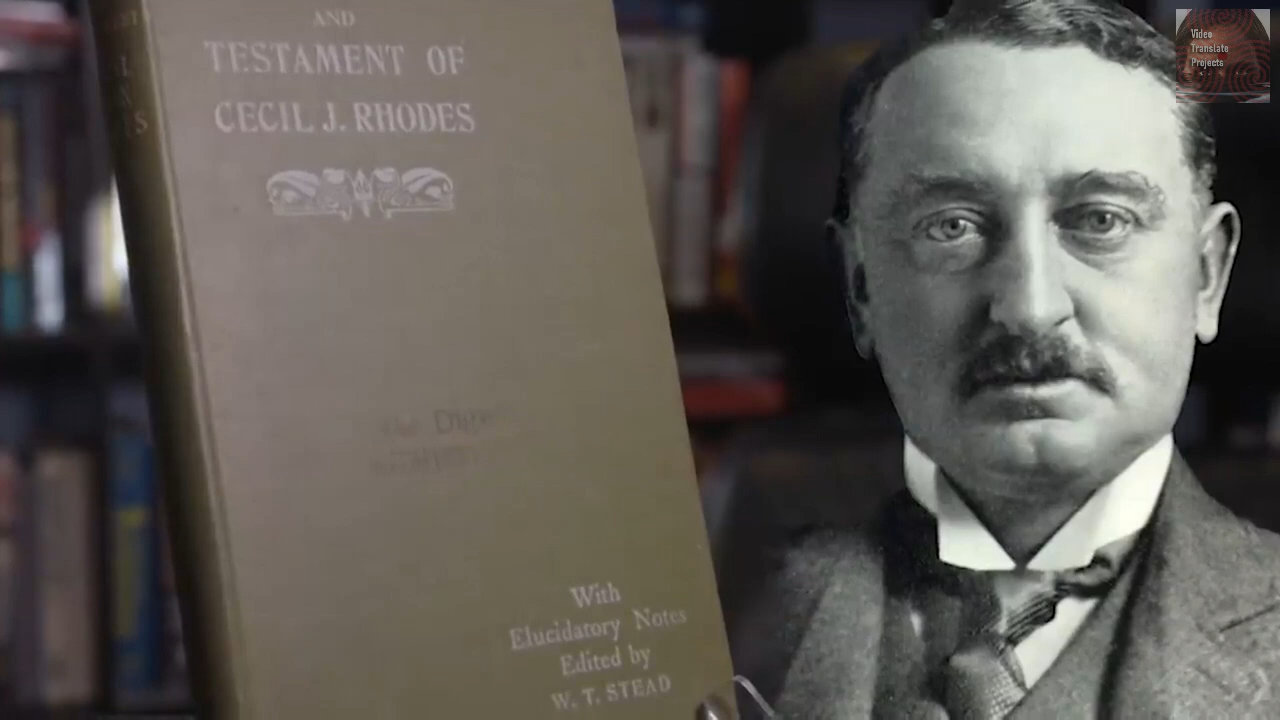 AND
TESTAMENT OF
CECIL J. RHODES
With
Elucidatory Notes
Edited by
W. T. STEAD
Video
Translate
Projects